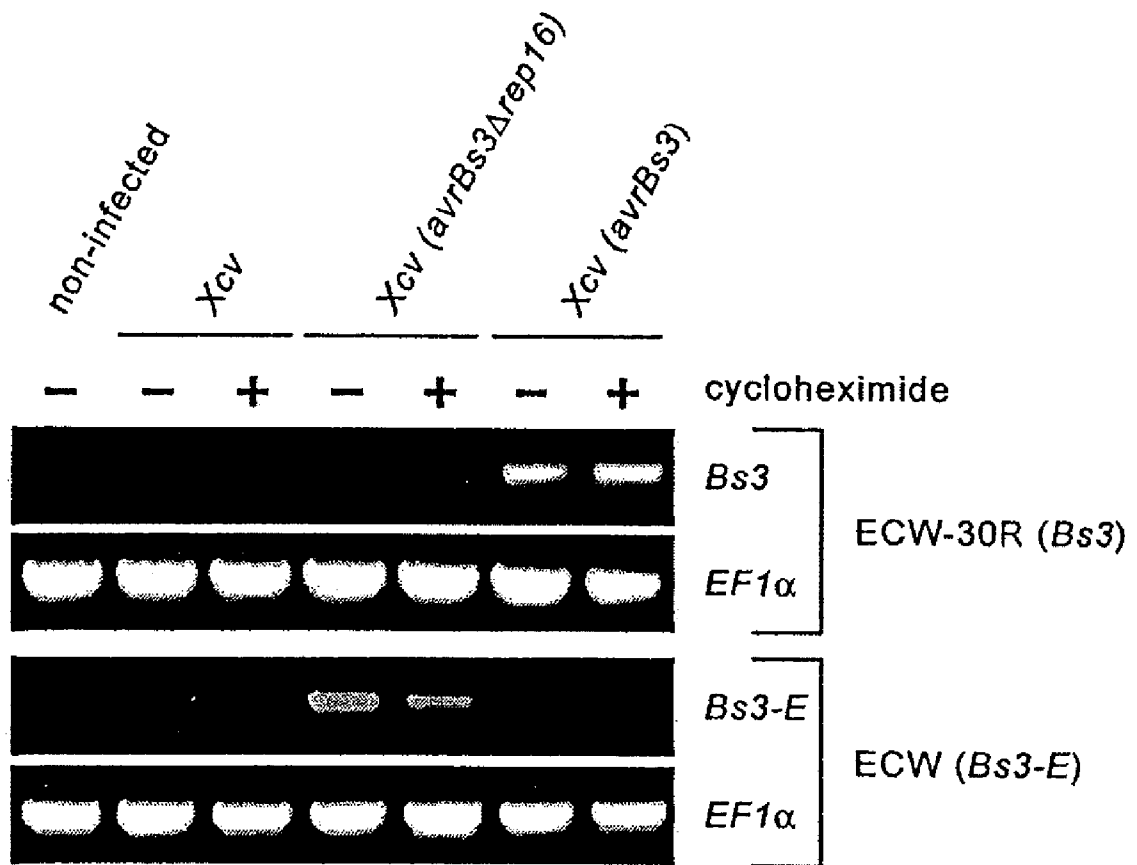 non-infected
Xcv
Xcv (avrBs3Δrep16)
Xcv (avrBs3)
− − + − + − + cycloheximide
Bs3
ECW-30R (Bs3)
EF1α
Bs3-E
ECW (Bs3-E)
EF1α